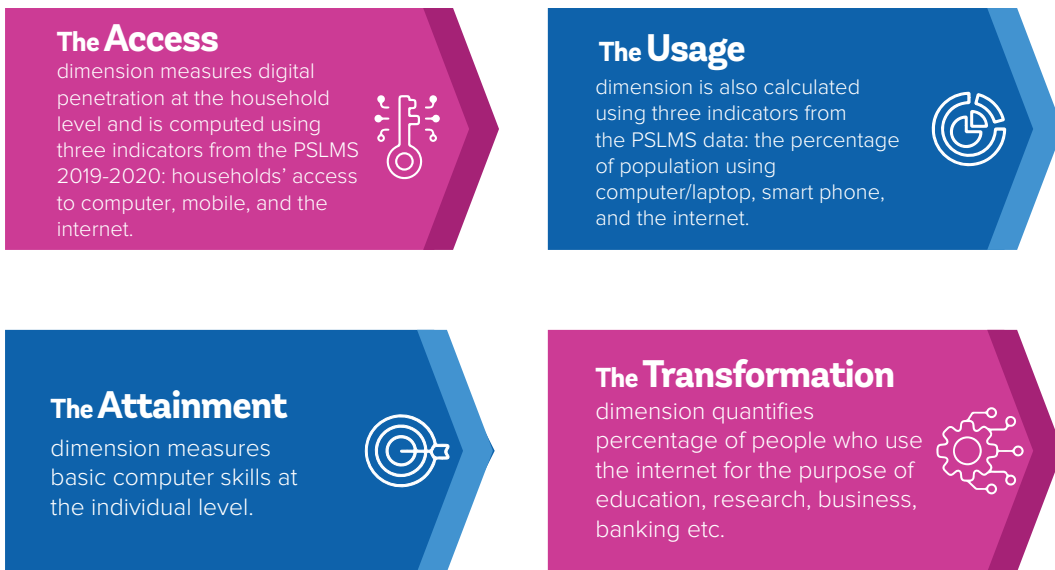 The Access
dimension measures digital
penetration at the household
level and is computed using
three indicators from the PSLMS
2019-2020: households’ access
to computer, mobile, and the
internet.
The Usage
dimension is also calculated
using three indicators from
the PSLMS data: the percentage
of population using
computer/laptop, smart phone,
and the internet.
The Attainment
dimension measures
basic computer skills at
the individual level.
The Transformation
dimension quantifies
percentage of people who use
the internet for the purpose of
education, research, business,
banking etc.